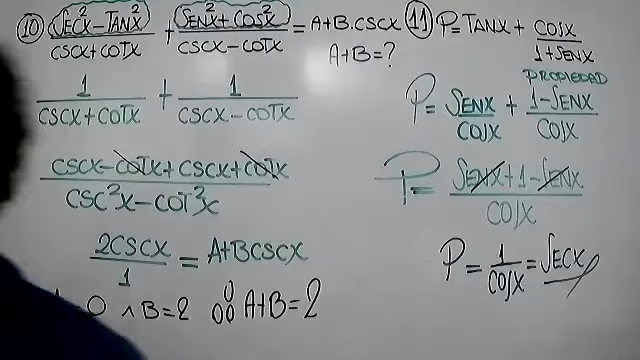 10) SEC²X-TAN²X/CSCX+COTX + SEN²X+COS²X/CSCX-COTX = A+B.CSCX
A+B=?
1/CSCX+COTX + 1/CSCX-COTX
CSCX-COTX+CSCX+COTX/CSC²X-COT²X
2CSCX/1 = A+BCSCX
0 ∧ B=2 ∴ A+B=2
11) P=TANX+ COSX/1+SENX
PROPIEDAD
P= SENX/COSX + 1-SENX/COSX
P= SENX+1-SENX/COSX
P= 1/COSX = SECX